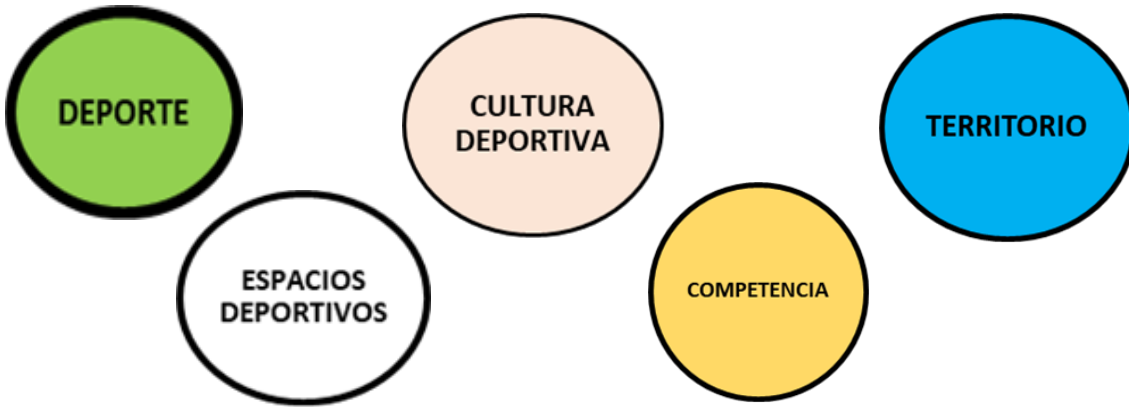 DEPORTE
CULTURA
DEPORTIVA
TERRITORIO
ESPACIOS
DEPORTIVOS
COMPETENCIA